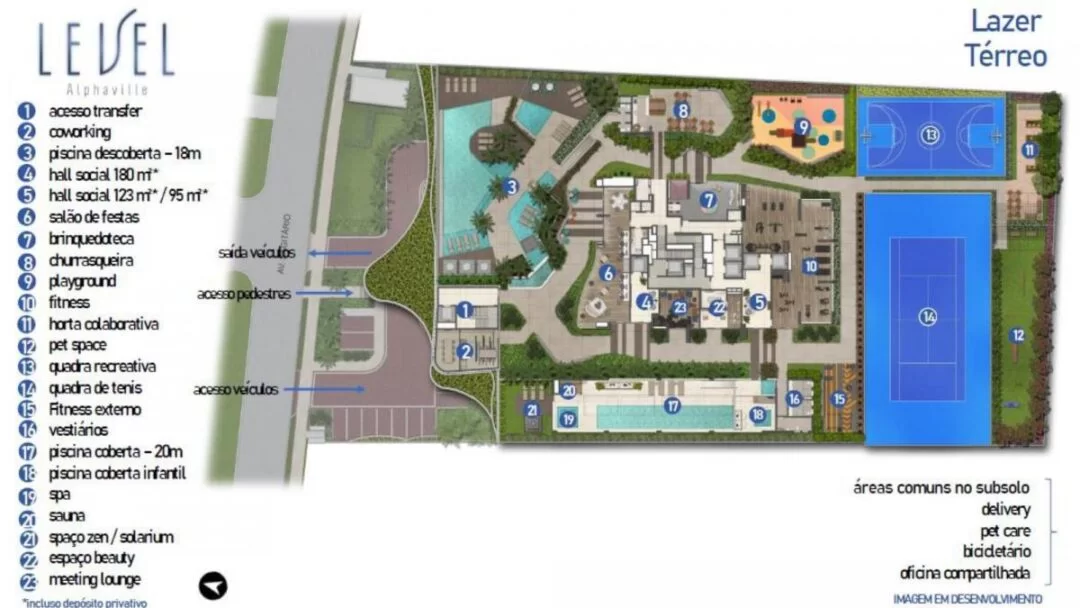 LEVEL
Alphaville
1 acesso transfer
2 coworking
3 piscina descoberta – 18m
4 hall social 180 m²*
5 hall social 123 m²* / 95 m²*
6 salão de festas
7 brinquedoteca
8 churrasqueira
9 playground
10 fitness
11 horta colaborativa
12 pet space
13 quadra recreativa
14 quadra de tenis
15 Fitness externo
16 vestiários
17 piscina coberta – 20m
18 piscina coberta infantil
19 spa
20 sauna
21 spaço zen / solarium
22 espaço beauty
23 meeting lounge
*incluso depósito privativo
Lazer
Térreo
saída veículos
acesso pedestres
acesso veículos
8
9
13
11
3
7
6
10
4
23
22
5
1
14
12
2
20
21
19
17
18
16
15
áreas comuns no subsolo
delivery
pet care
bicicletário
oficina compartilhada
IMAGEM EM DESENVOLVIMENTO